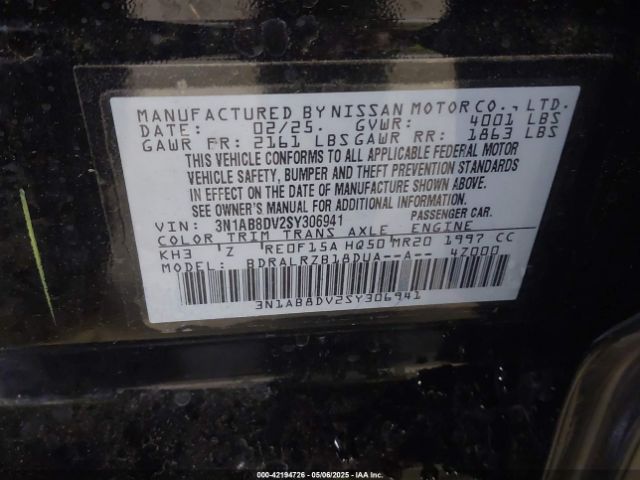 MANUFACTURED BY NISSAN MOTOR CO., LTD.
DATE: 02/25. GVWR: 4001 LBS
GAWR FR: 2161 LBS GAWR RR: 1863 LBS
THIS VEHICLE CONFORMS TO ALL APPLICABLE FEDERAL MOTOR
VEHICLE SAFETY, BUMPER AND THEFT PREVENTION STANDARDS
IN EFFECT ON THE DATE OF MANUFACTURE SHOWN ABOVE.
SEE OWNER'S MANUAL FOR ADDITIONAL INFORMATION.
VIN: 3N1AB8DV2SY306941 PASSENGER CAR.
COLOR TRIM TRANS AXLE ENGINE
KH3 'Z RE0F15A HQ50 MR20 1997 CC
MODEL: BDRALRZB18DUA--A-- 4Z000
3N1AB8DV2SY306941
000-42194726 - 05/06/2025 - IAA Inc.